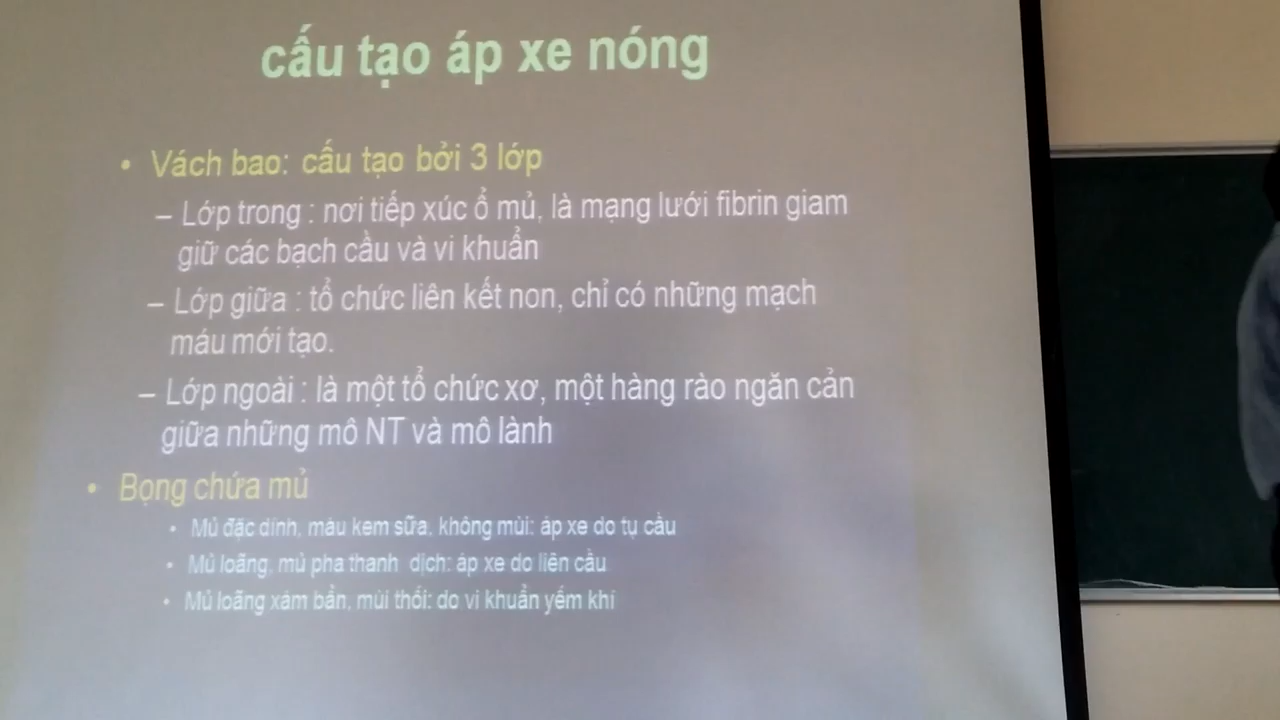 cấu tạo áp xe nóng
• Vách bao: cấu tạo bởi 3 lớp
– Lớp trong : nơi tiếp xúc ổ mủ, là mạng lưới fibrin giam
giữ các bạch cầu và vi khuẩn
– Lớp giữa : tổ chức liên kết non, chỉ có những mạch
máu mới tạo.
– Lớp ngoài : là một tổ chức xơ, một hàng rào ngăn cản
giữa những mô NT và mô lành
• Bọng chứa mủ
• Mủ đặc dính, màu kem sữa, không mùi: áp xe do tụ cầu
• Mủ loãng, mủ pha thanh dịch: áp xe do liên cầu
• Mủ loãng xám bẩn, mùi thối: do vi khuẩn yếm khí